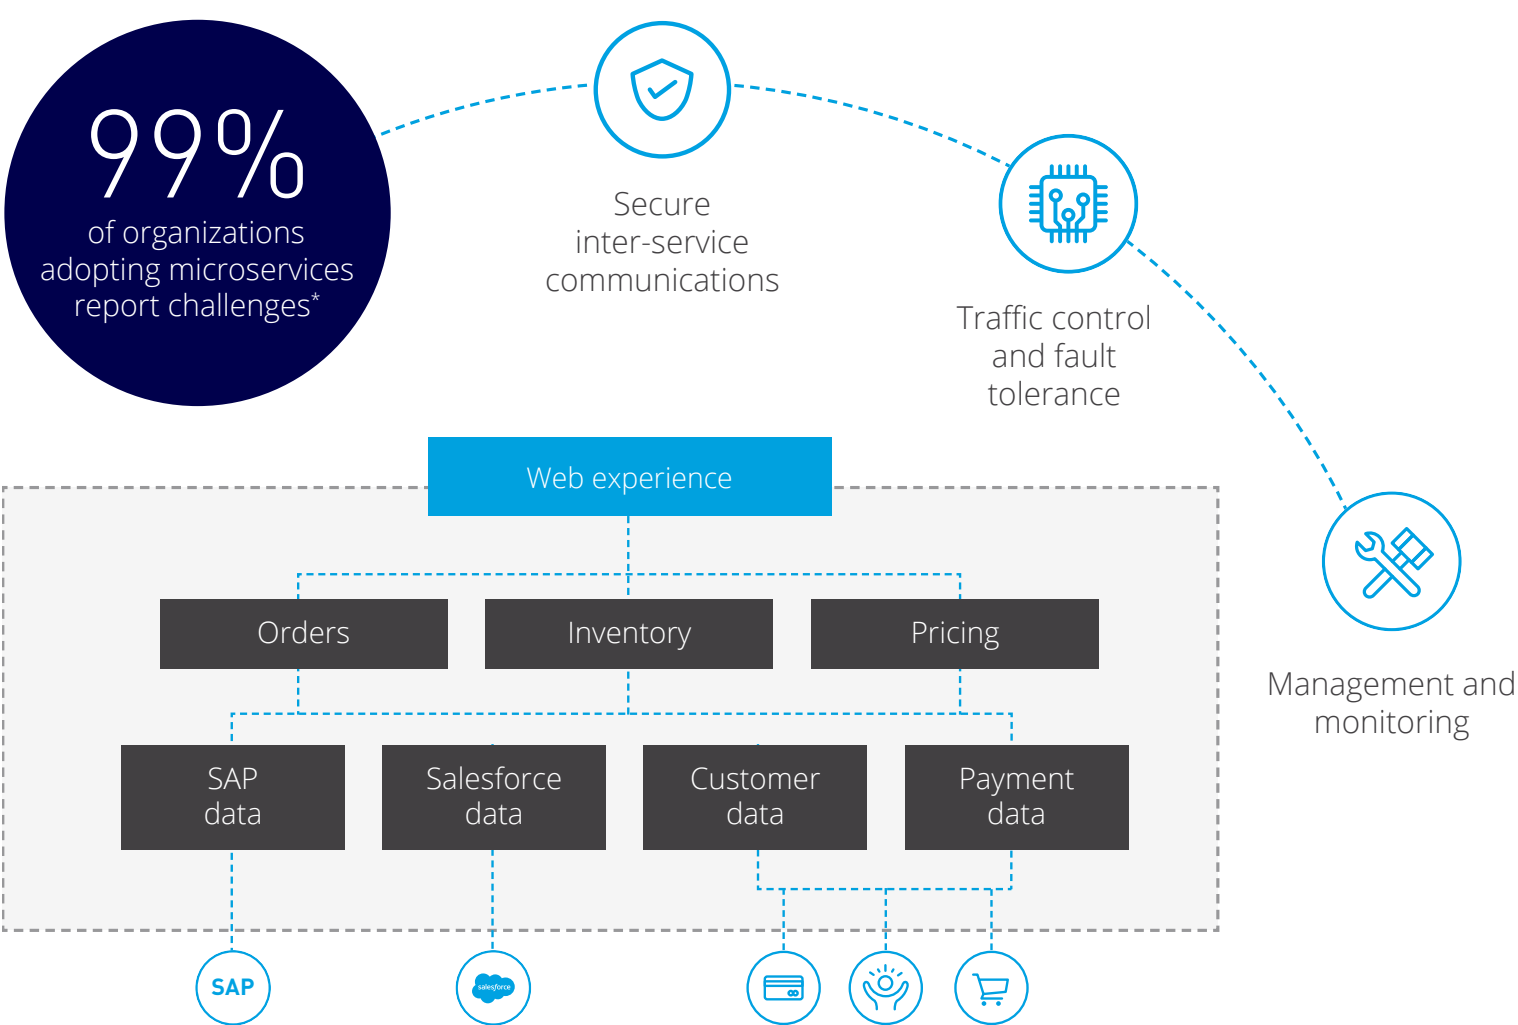 99%
of organizations
adopting microservices
report challenges*
Secure
inter-service
communications
Traffic control
and fault
tolerance
Management and
monitoring
Web experience
Orders
Inventory
Pricing
SAP
data
Salesforce
data
Customer
data
Payment
data
SAP
salesforce